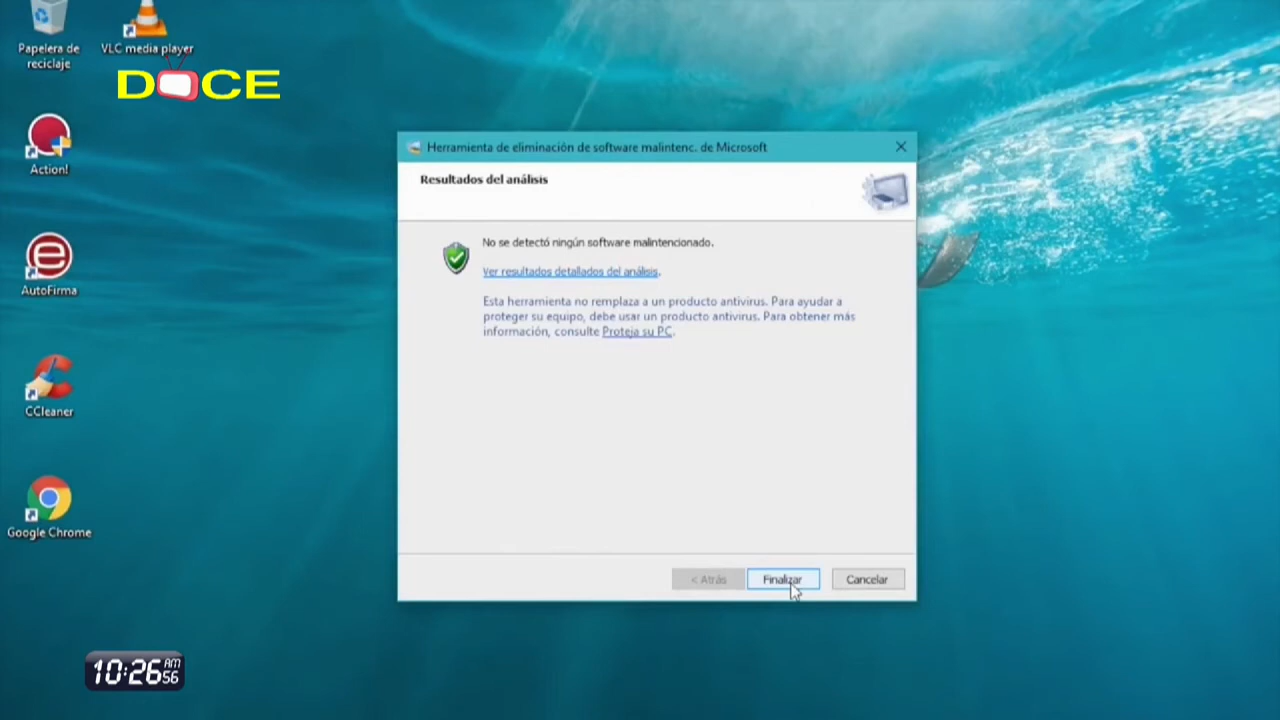 Papelera de
reciclaje
VLC media player
DOCE
Action!
AutoFirma
CCleaner
Google Chrome
Herramienta de eliminación de software malintenc. de Microsoft
Resultados del análisis
No se detectó ningún software malintencionado.
Ver resultados detallados del análisis.
Esta herramienta no remplaza a un producto antivirus. Para ayudar a
proteger su equipo, debe usar un producto antivirus. Para obtener más
información, consulte Proteja su PC.
< Atrás
Finalizar
Cancelar
10:26 AM
56